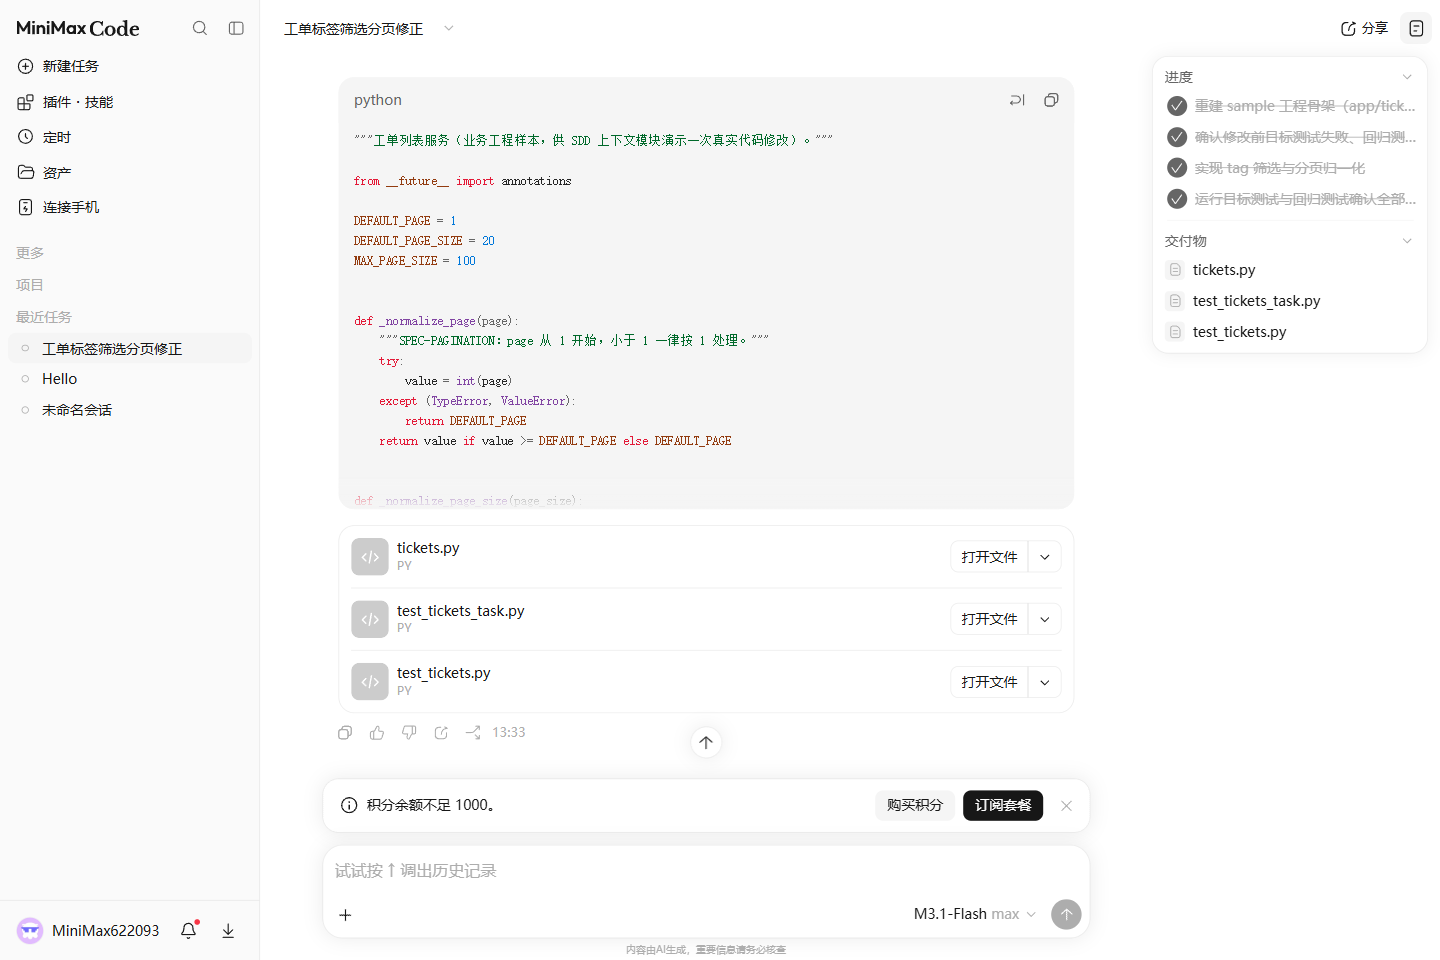 MiniMax Code
新建任务
插件 · 技能
定时
资产
连接手机
更多
项目
最近任务
工单标签筛选分页修正
Hello
未命名会话
MiniMax622093
工单标签筛选分页修正
分享
python
"""工单列表服务（业务工程样本，供 SDD 上下文模块演示一次真实代码修改）。"""
from __future__ import annotations
DEFAULT_PAGE = 1
DEFAULT_PAGE_SIZE = 20
MAX_PAGE_SIZE = 100
def _normalize_page(page):
"""SPEC-PAGINATION：page 从 1 开始，小于 1 一律按 1 处理。"""
try:
value = int(page)
except (TypeError, ValueError):
return DEFAULT_PAGE
return value if value >= DEFAULT_PAGE else DEFAULT_PAGE
def _normalize_page_size(page_size):
tickets.py
PY
打开文件
test_tickets_task.py
PY
打开文件
test_tickets.py
PY
打开文件
13:33
积分余额不足 1000。
购买积分
订阅套餐
试试按↑调出历史记录
M3.1-Flash max
内容由AI生成，重要信息请务必核查
进度
重建 sample 工程骨架（app/tick...
确认修改前目标测试失败、回归测...
实现 tag 筛选与分页归一化
运行目标测试与回归测试确认全部...
交付物
tickets.py
test_tickets_task.py
test_tickets.py